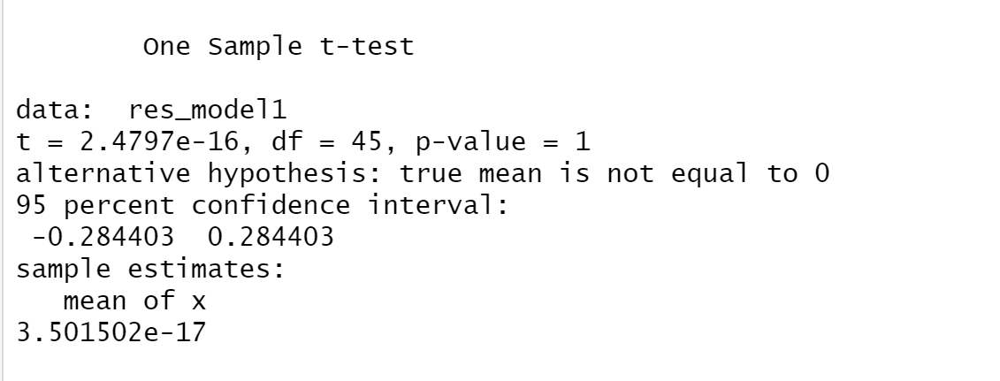 One Sample t-test
data: res_model1
t = 2.4797e-16, df = 45, p-value = 1
alternative hypothesis: true mean is not equal to 0
95 percent confidence interval:
-0.284403 0.284403
sample estimates:
mean of x
3.501502e-17